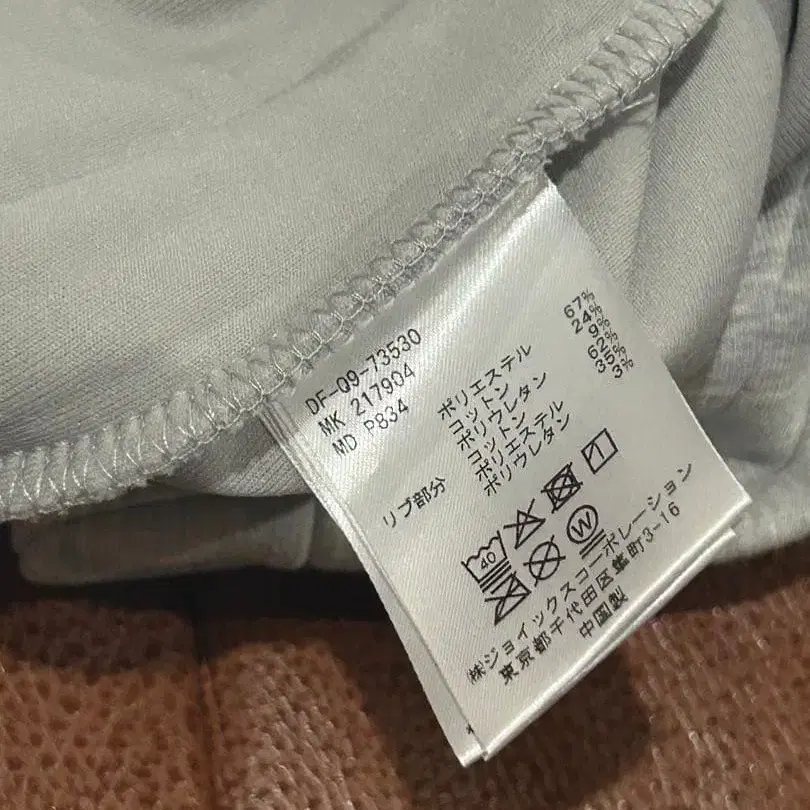 DF-Q9-73530
MK 217904
MD P834
ポリエステル 67%
コットン 24%
ポリウレタン 9%
リブ部分 コットン 62%
ポリエステル 35%
ポリウレタン 3%
40
W
㈱ジョイックスコーポレーション
東京都千代田区隼町3-16
中国製